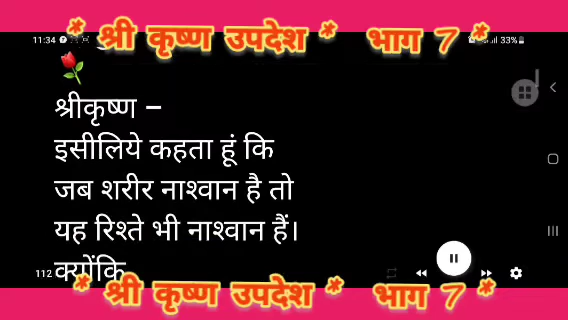 * श्री कृष्ण उपदेश * भाग 7 *
11:34 33%
श्रीकृष्ण –
इसीलिये कहता हूं कि
जब शरीर नाश्वान है तो
यह रिश्ते भी नाश्वान हैं।
112 क्योंकि
* श्री कृष्ण उपदेश * भाग 7 *